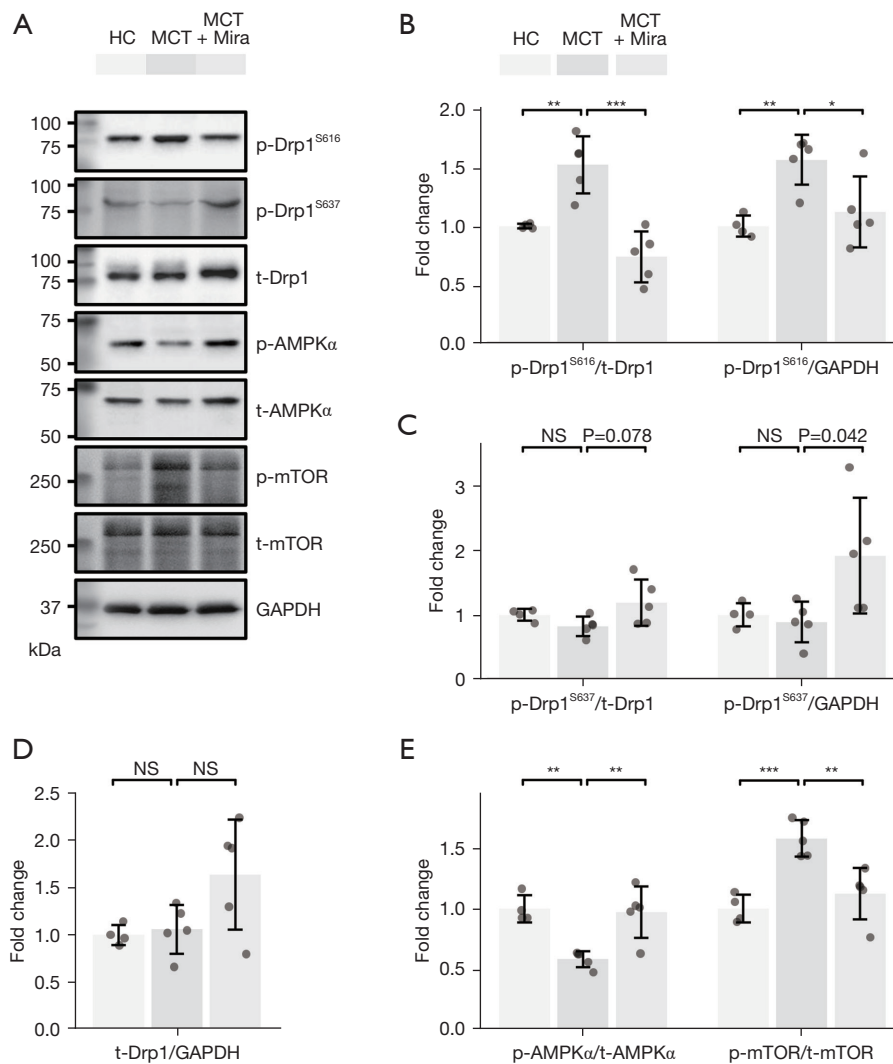 A
HC MCT MCT + Mira
100
75
p-Drp1S616
100
75
p-Drp1S637
100
75
t-Drp1
75
50
p-AMPKα
75
50
t-AMPKα
250
p-mTOR
250
t-mTOR
37
GAPDH
kDa
B
HC MCT MCT + Mira
** *** ** *
2.0
1.5
1.0
0.5
0.0
Fold change
p-Drp1S616/t-Drp1 p-Drp1S616/GAPDH
C
NS P=0.078 NS P=0.042
3
2
1
0
Fold change
p-Drp1S637/t-Drp1 p-Drp1S637/GAPDH
D
NS NS
2.5
2.0
1.5
1.0
0.5
0.0
Fold change
t-Drp1/GAPDH
E
** ** *** **
1.5
1.0
0.5
0.0
Fold change
p-AMPKα/t-AMPKα p-mTOR/t-mTOR